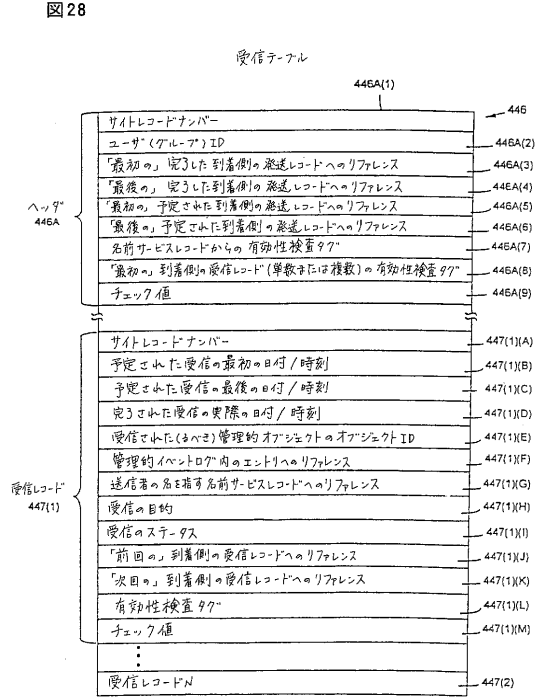 図28
受信テーブル
446A(1)
446
サイトレコードナンバー
ユーザ(グループ)ID
446A(2)
「最初の」完了した到着側の発送レコードへのリファレンス
446A(3)
「最後の」完了した到着側の発送レコードへのリファレンス
446A(4)
「最初の」予定された到着側の発送レコードへのリファレンス
446A(5)
「最後の」予定された到着側の発送レコードへのリファレンス
446A(6)
名前サービスレコードからの有効性検査タグ
446A(7)
「最初の」到着側の受信レコード(単数または複数)の有効性検査タグ
446A(8)
チェック値
446A(9)
ヘッダ
446A
サイトレコードナンバー
447(1)(A)
予定された受信の最初の日付/時刻
447(1)(B)
予定された受信の最後の日付/時刻
447(1)(C)
完了された受信の実際の日付/時刻
447(1)(D)
受信された(るべき)管理的オブジェクトのオブジェクトID
447(1)(E)
管理的イベントログ内のエントリへのリファレンス
447(1)(F)
送信者の名を指す名前サービスレコードへのリファレンス
447(1)(G)
受信の目的
447(1)(H)
受信のステータス
447(1)(I)
「前回の」到着側の受信レコードへのリファレンス
447(1)(J)
「次回の」到着側の受信レコードへのリファレンス
447(1)(K)
有効性検査タグ
447(1)(L)
チェック値
447(1)(M)
受信レコード
447(1)
受信レコードN
447(2)